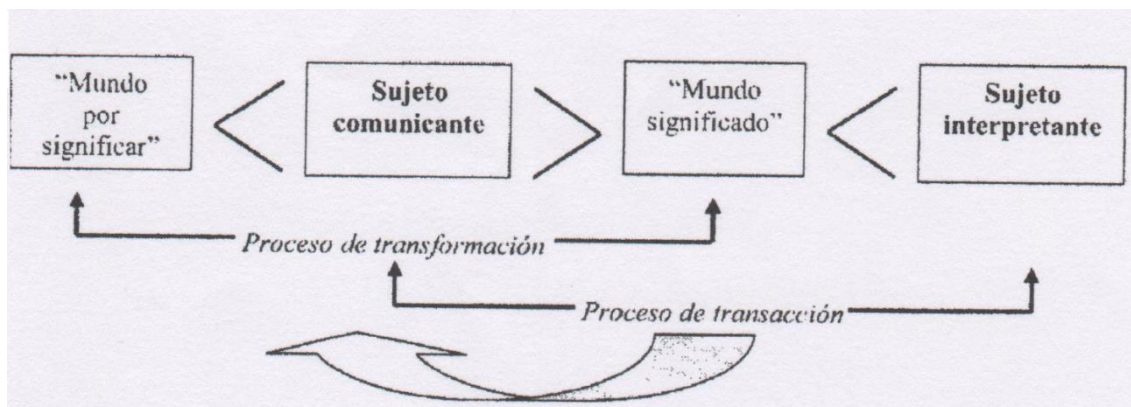 “Mundo
por
significar”
Sujeto
comunicante
“Mundo
significado”
Sujeto
interpretante
Proceso de transformación
Proceso de transacción